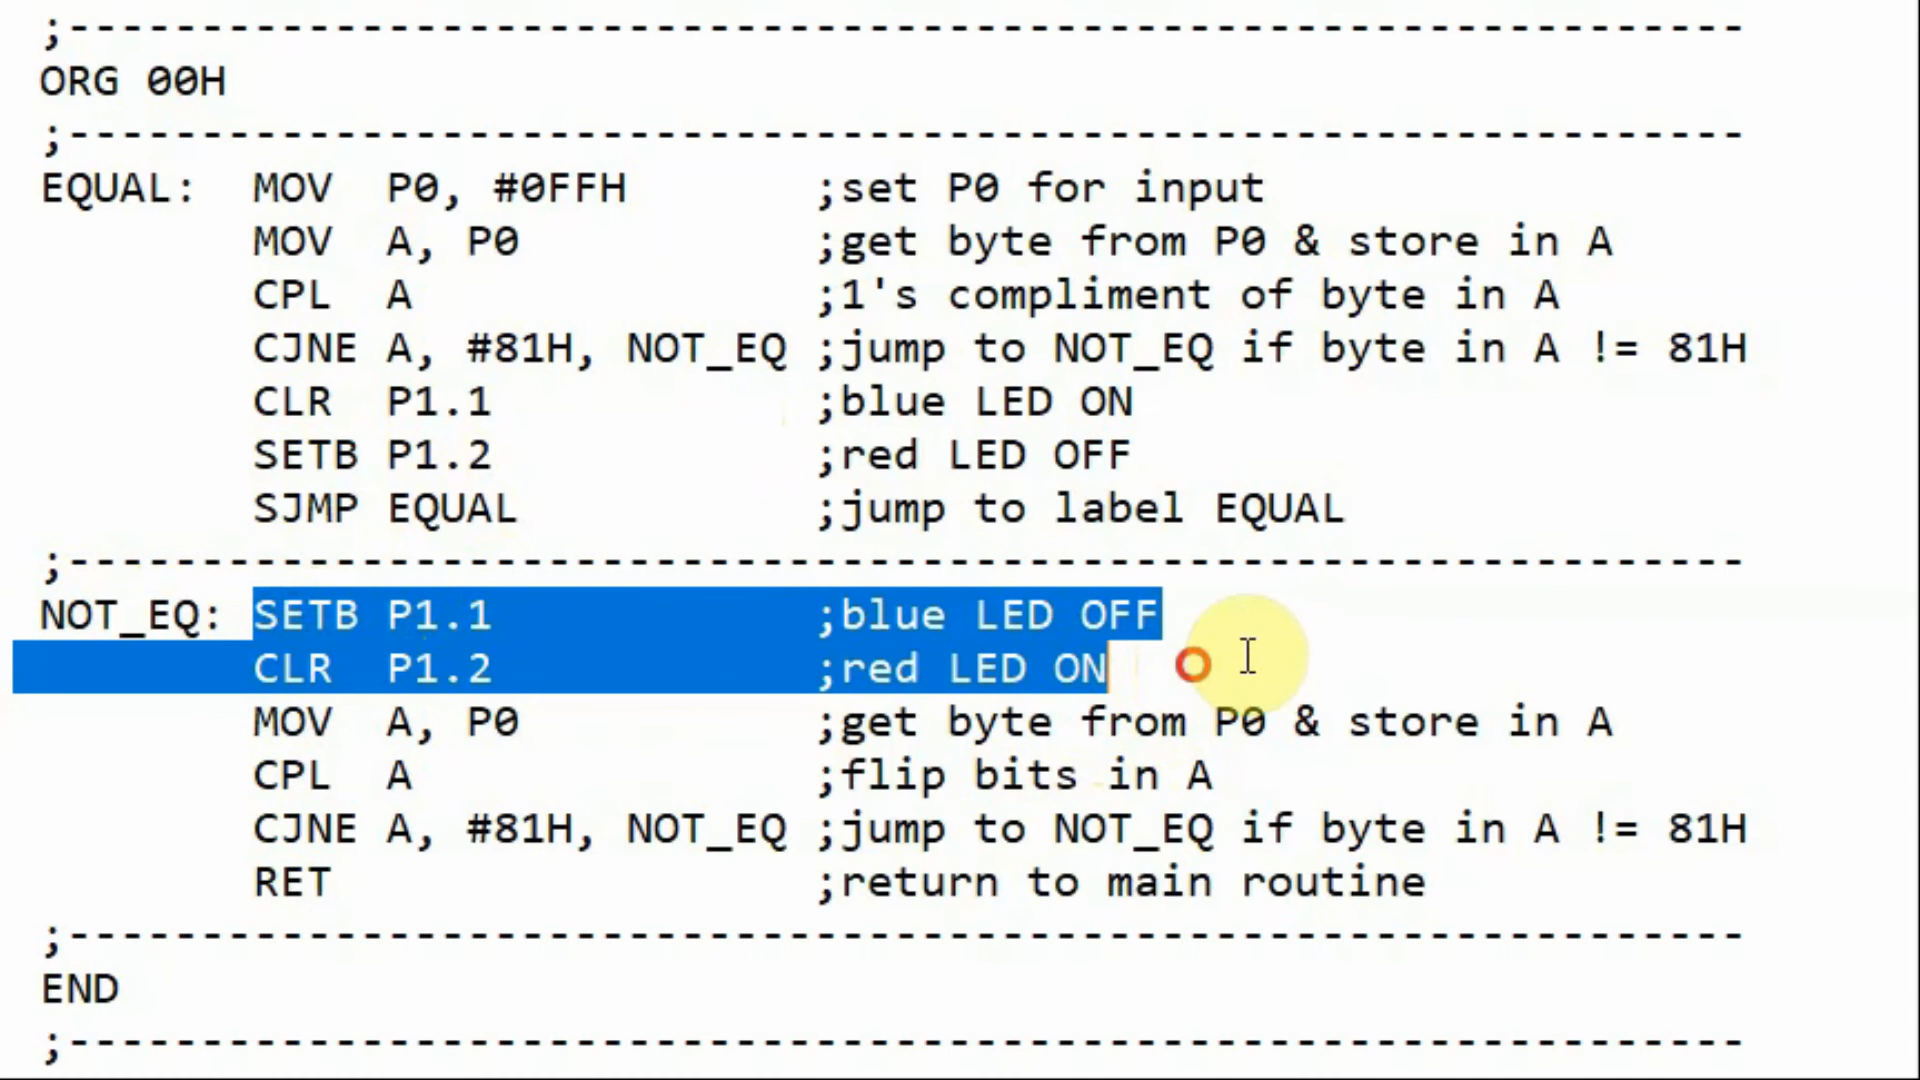 ;---------------------------------------------------------------
ORG 00H
;---------------------------------------------------------------
EQUAL:  MOV  P0, #0FFH       ;set P0 for input
        MOV  A, P0           ;get byte from P0 & store in A
        CPL  A               ;1's compliment of byte in A
        CJNE A, #81H, NOT_EQ ;jump to NOT_EQ if byte in A != 81H
        CLR  P1.1            ;blue LED ON
        SETB P1.2            ;red LED OFF
        SJMP EQUAL           ;jump to label EQUAL
;---------------------------------------------------------------
NOT_EQ: SETB P1.1            ;blue LED OFF
        CLR  P1.2            ;red LED ON
        MOV  A, P0           ;get byte from P0 & store in A
        CPL  A               ;flip bits in A
        CJNE A, #81H, NOT_EQ ;jump to NOT_EQ if byte in A != 81H
        RET                  ;return to main routine
;---------------------------------------------------------------
END
;---------------------------------------------------------------